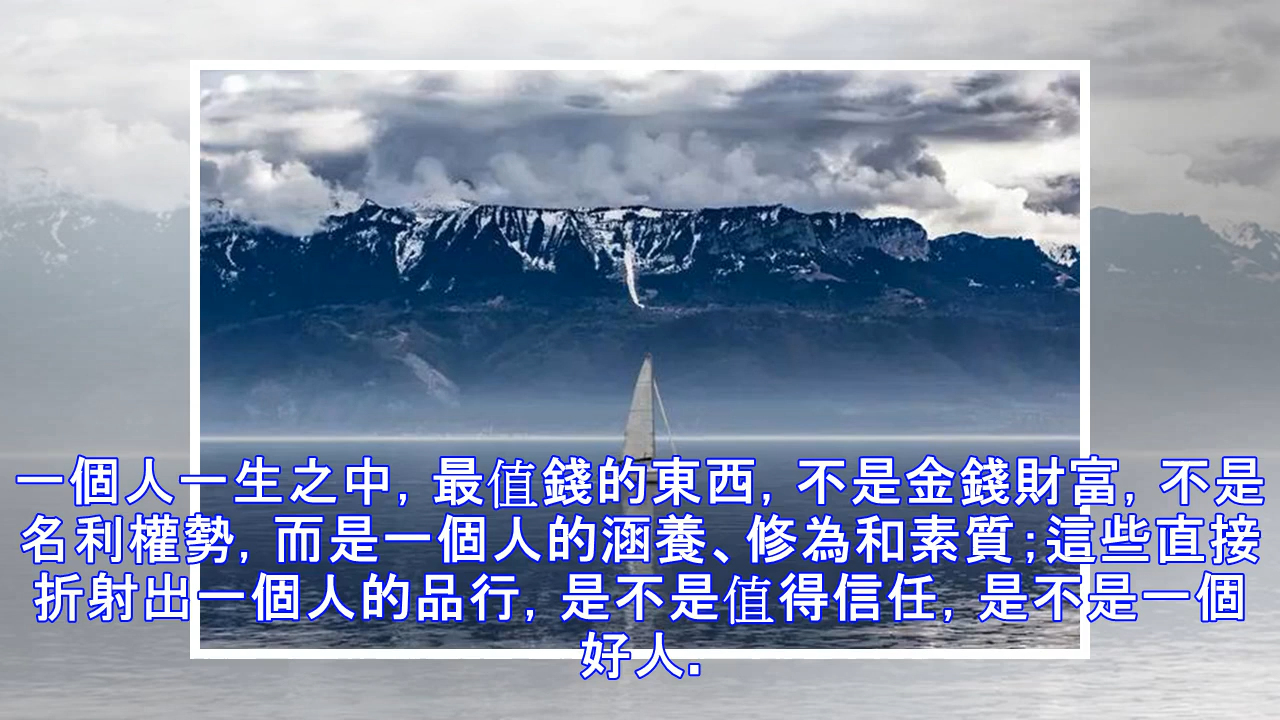 一個人一生之中, 最值錢的東西, 不是金錢財富, 不是
名利權勢, 而是一個人的涵養、修為和素質;這些直接
折射出一個人的品行, 是不是值得信任, 是不是一個
好人.